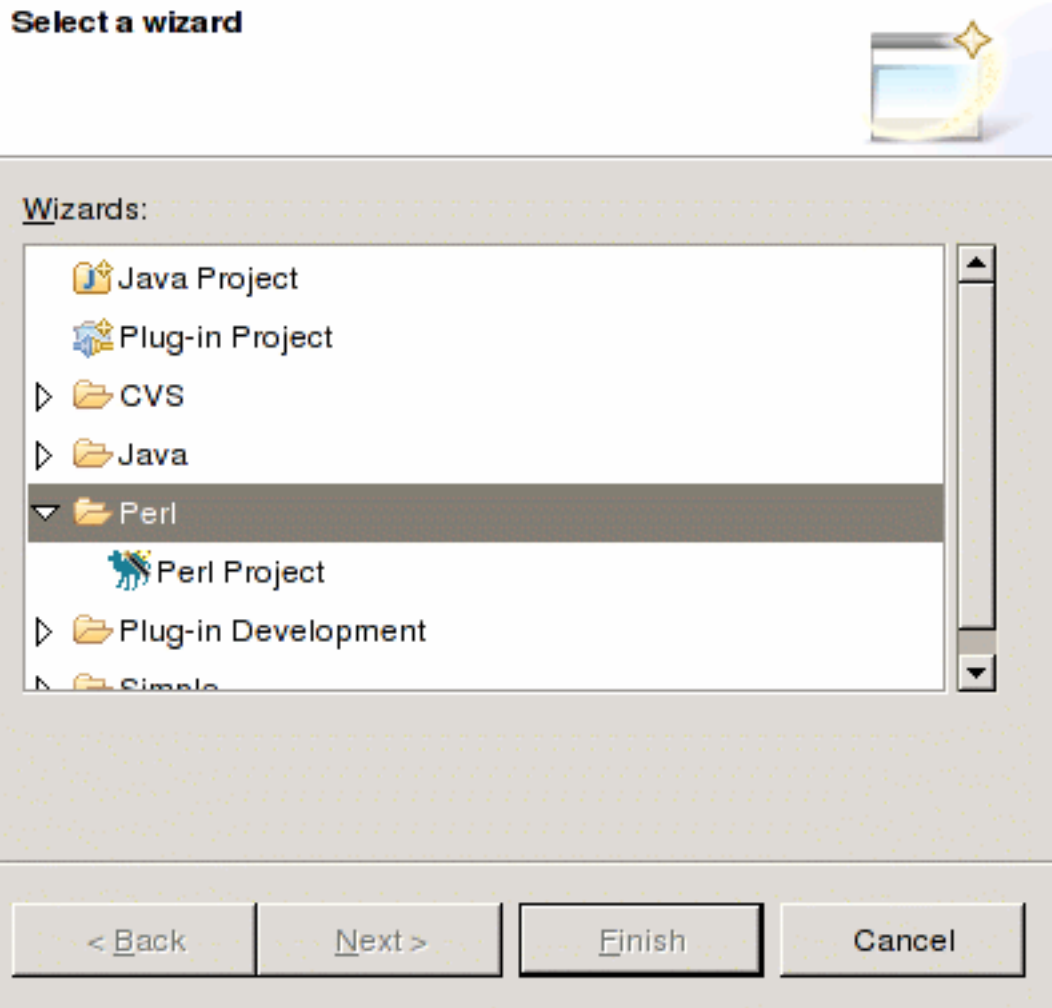 Select a wizard
Wizards:
Java Project
Plug-in Project
CVS
Java
Perl
Perl Project
Plug-in Development
Simple
< Back Next > Finish Cancel